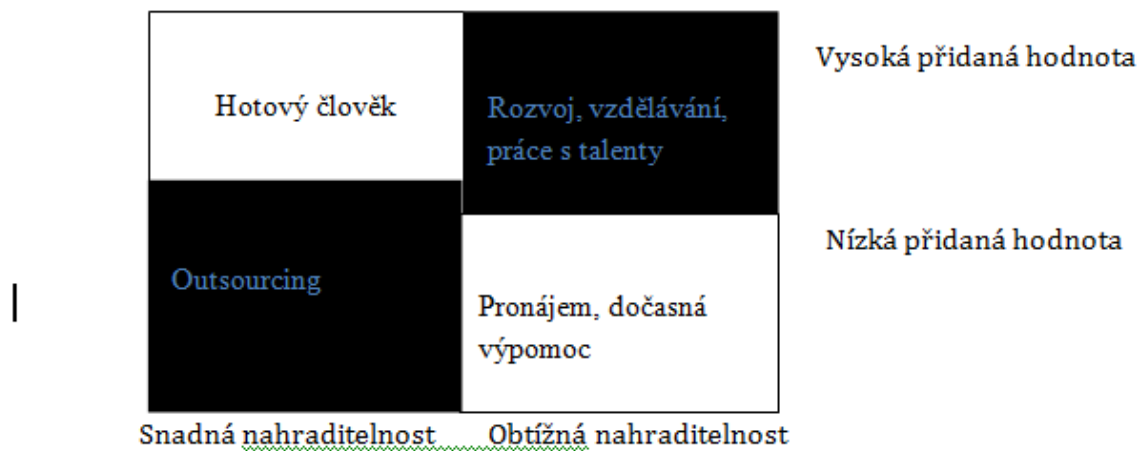 Vysoká přidaná hodnota
Hotový člověk
Rozvoj, vzdělávání,
práce s talenty
Nízká přidaná hodnota
Outsourcing
Pronájem, dočasná
výpomoc
Snadná nahraditelnost
Obtížná nahraditelnost